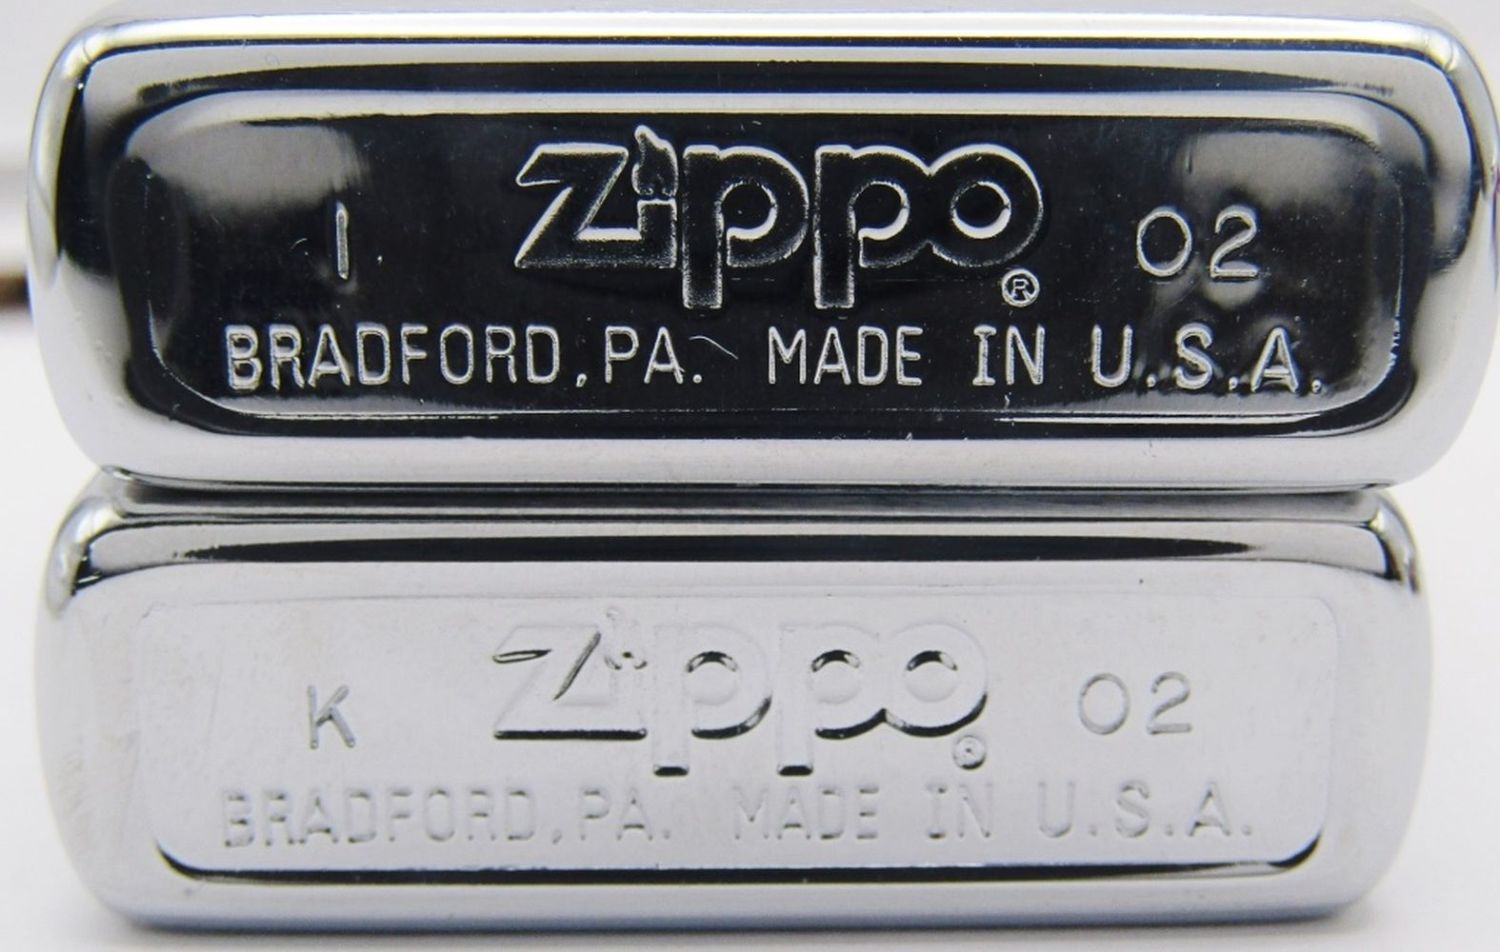 I Zippo® 02
BRADFORD, PA. MADE IN U.S.A.
K Zippo® 02
BRADFORD, PA. MADE IN U.S.A.